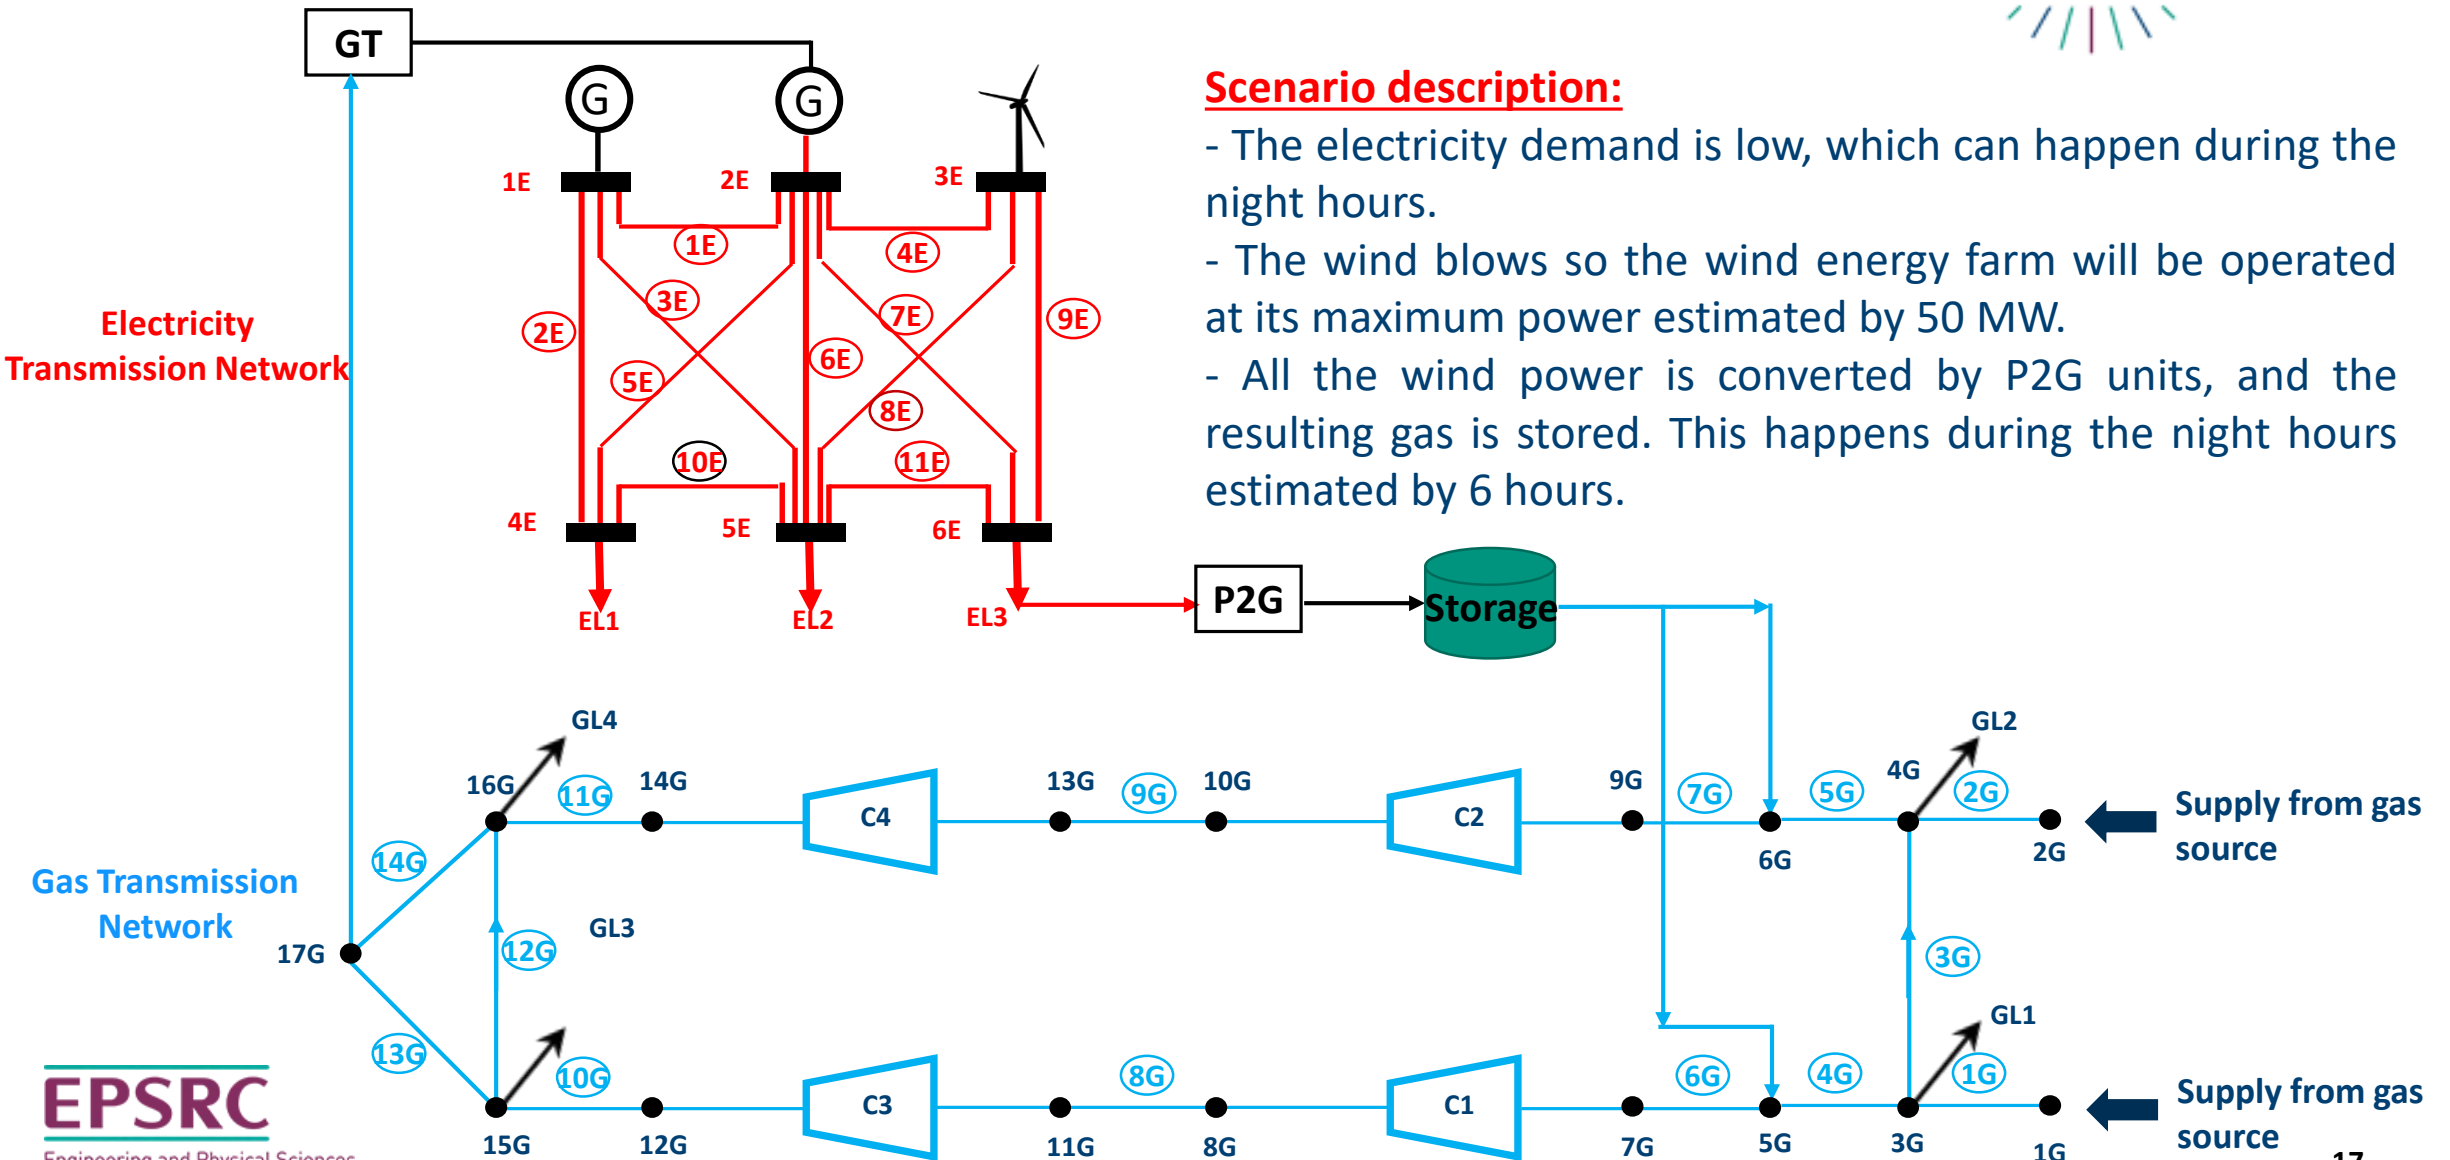 GT
G
G
1E
2E
3E
1E
4E
3E
7E
2E
9E
6E
5E
8E
10E
11E
4E
5E
6E
EL1
EL2
EL3
Electricity
Transmission Network
Scenario description:
- The electricity demand is low, which can happen during the
night hours.
- The wind blows so the wind energy farm will be operated
at its maximum power estimated by 50 MW.
- All the wind power is converted by P2G units, and the
resulting gas is stored. This happens during the night hours
estimated by 6 hours.
P2G
Storage
GL4
GL2
16G
11G
14G
C4
13G
9G
10G
C2
9G
7G
5G
4G
2G
6G
2G
Supply from gas
source
14G
Gas Transmission
Network
17G
GL3
12G
3G
13G
GL1
10G
C3
8G
C1
6G
4G
1G
15G
12G
11G
8G
7G
5G
3G
1G
Supply from gas
source
EPSRC
Engineering and Physical Sciences
17